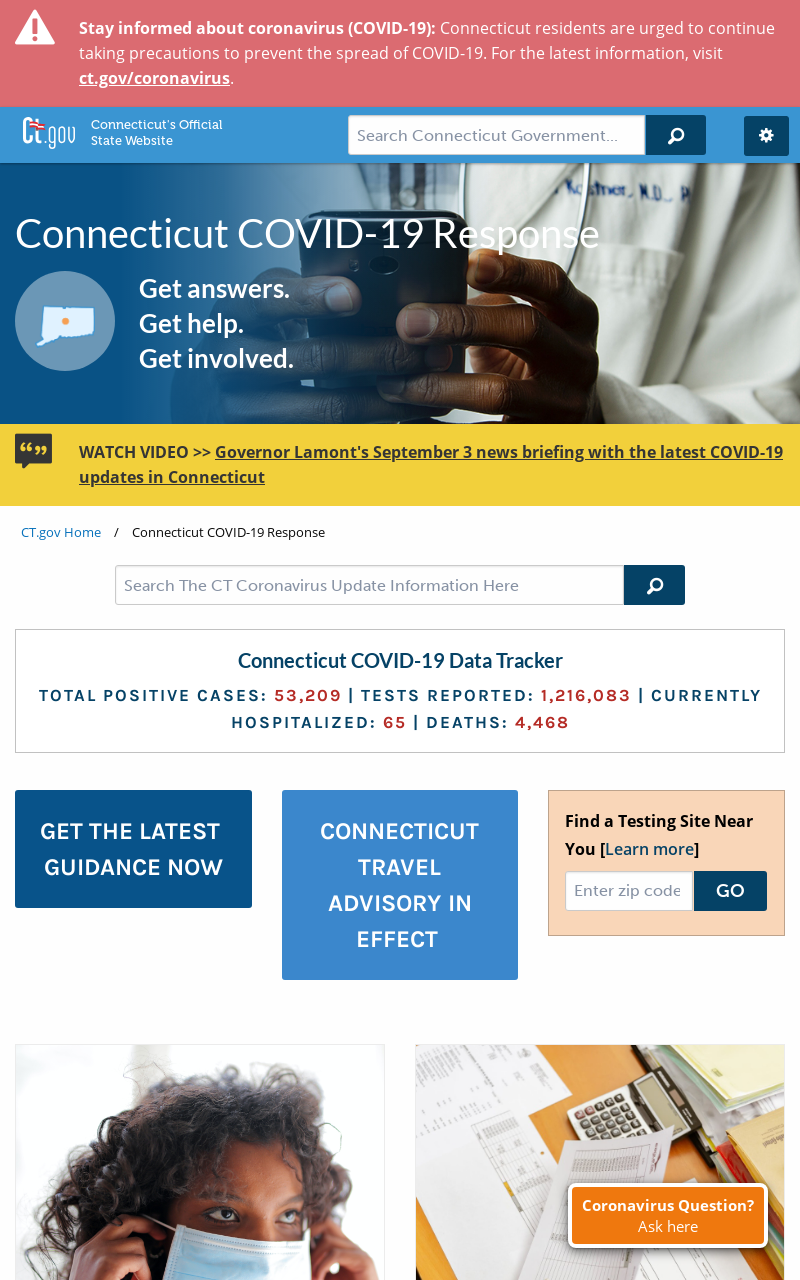 Stay informed about coronavirus (COVID-19): Connecticut residents are urged to continue
taking precautions to prevent the spread of COVID-19. For the latest information, visit
ct.gov/coronavirus.
Ct.gov
Connecticut's Official
State Website
Search Connecticut Government...
Connecticut COVID-19 Response
Get answers.
Get help.
Get involved.
WATCH VIDEO >> Governor Lamont's September 3 news briefing with the latest COVID-19
updates in Connecticut
CT.gov Home / Connecticut COVID-19 Response
Search The CT Coronavirus Update Information Here
Connecticut COVID-19 Data Tracker
TOTAL POSITIVE CASES: 53,209 | TESTS REPORTED: 1,216,083 | CURRENTLY
HOSPITALIZED: 65 | DEATHS: 4,468
GET THE LATEST
GUIDANCE NOW
CONNECTICUT
TRAVEL
ADVISORY IN
EFFECT
Find a Testing Site Near
You [Learn more]
Enter zip code
GO
Coronavirus Question?
Ask here